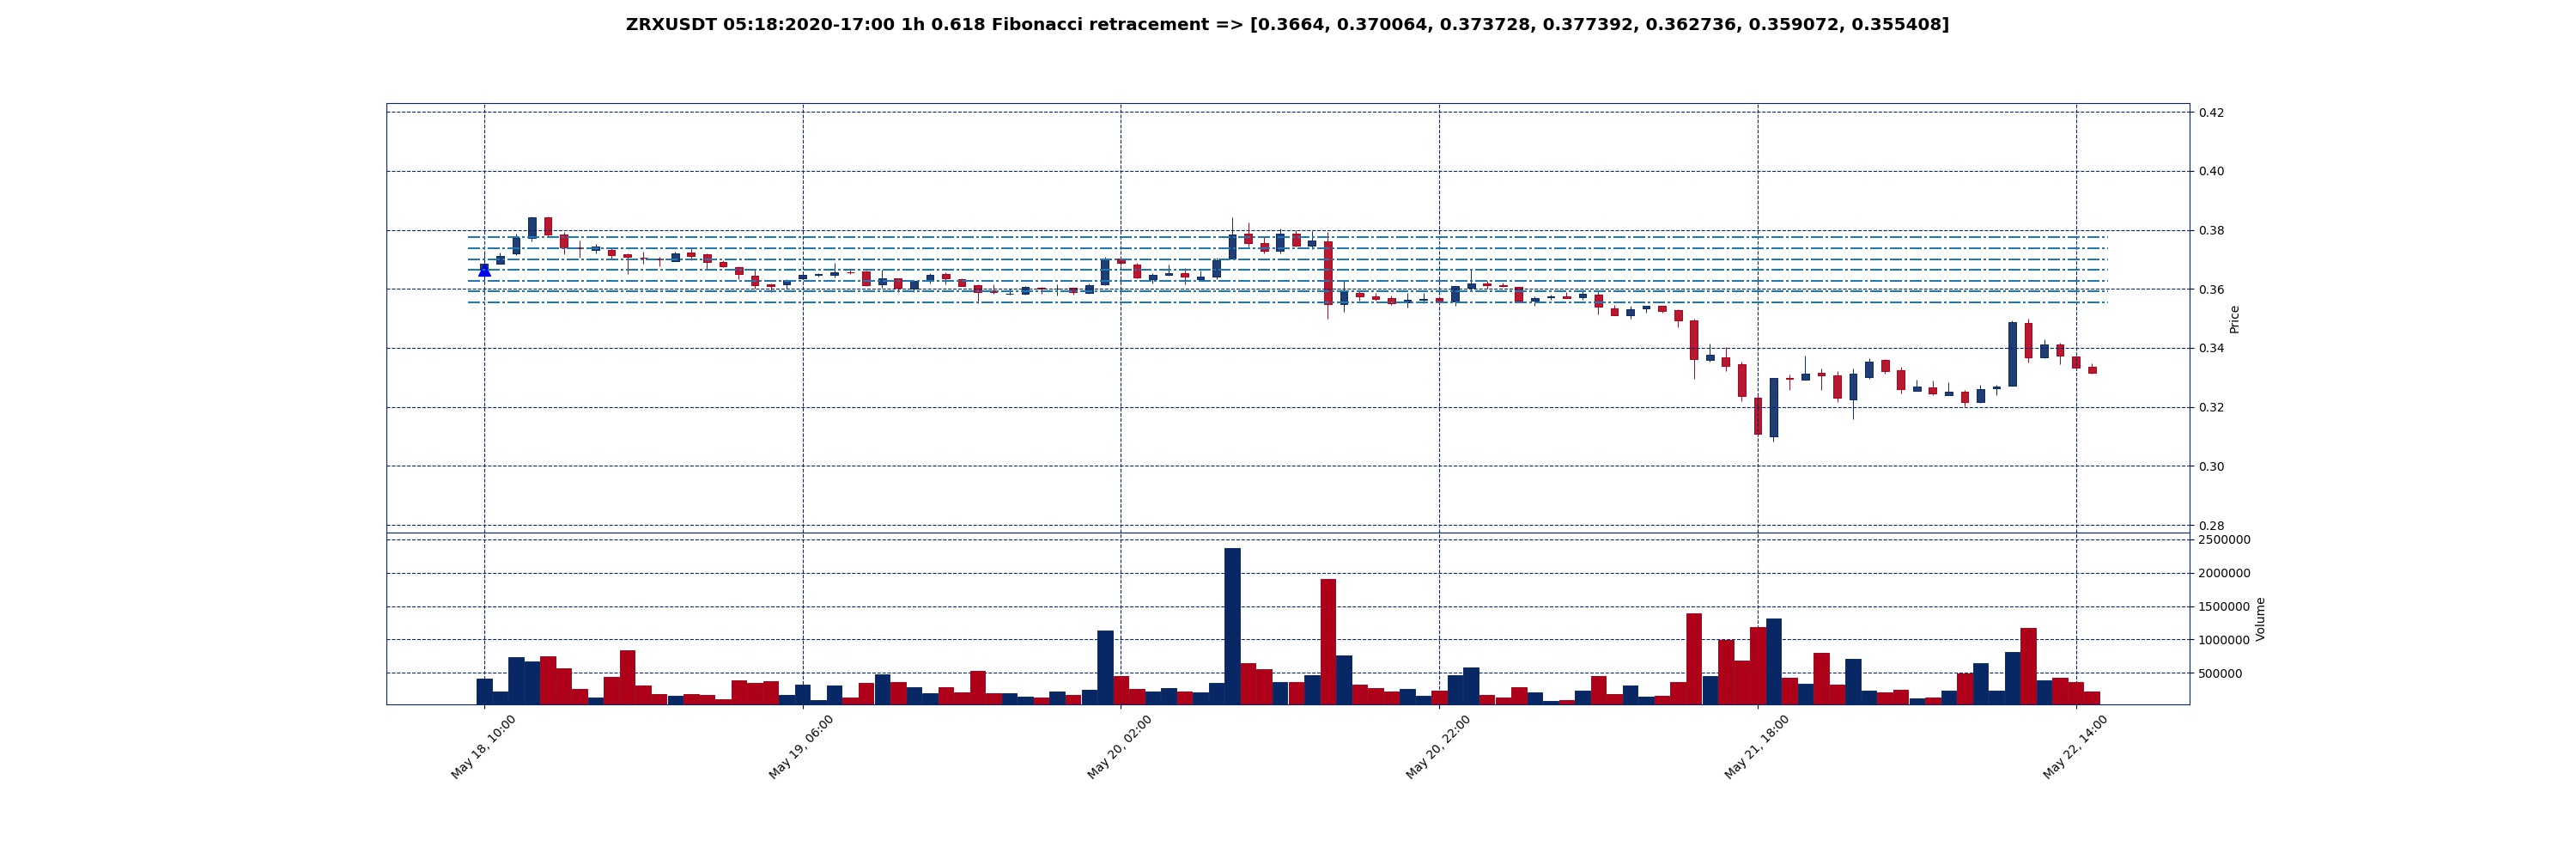 ZRXUSDT 05:18:2020-17:00 1h 0.618 Fibonacci retracement => [0.3664, 0.370064, 0.373728, 0.377392, 0.362736, 0.359072, 0.355408]
0.42
0.40
0.38
0.36
0.34
0.32
0.30
0.28
Price
2500000
2000000
1500000
1000000
500000
Volume
May 18, 10:00
May 19, 06:00
May 20, 02:00
May 20, 22:00
May 21, 18:00
May 22, 14:00